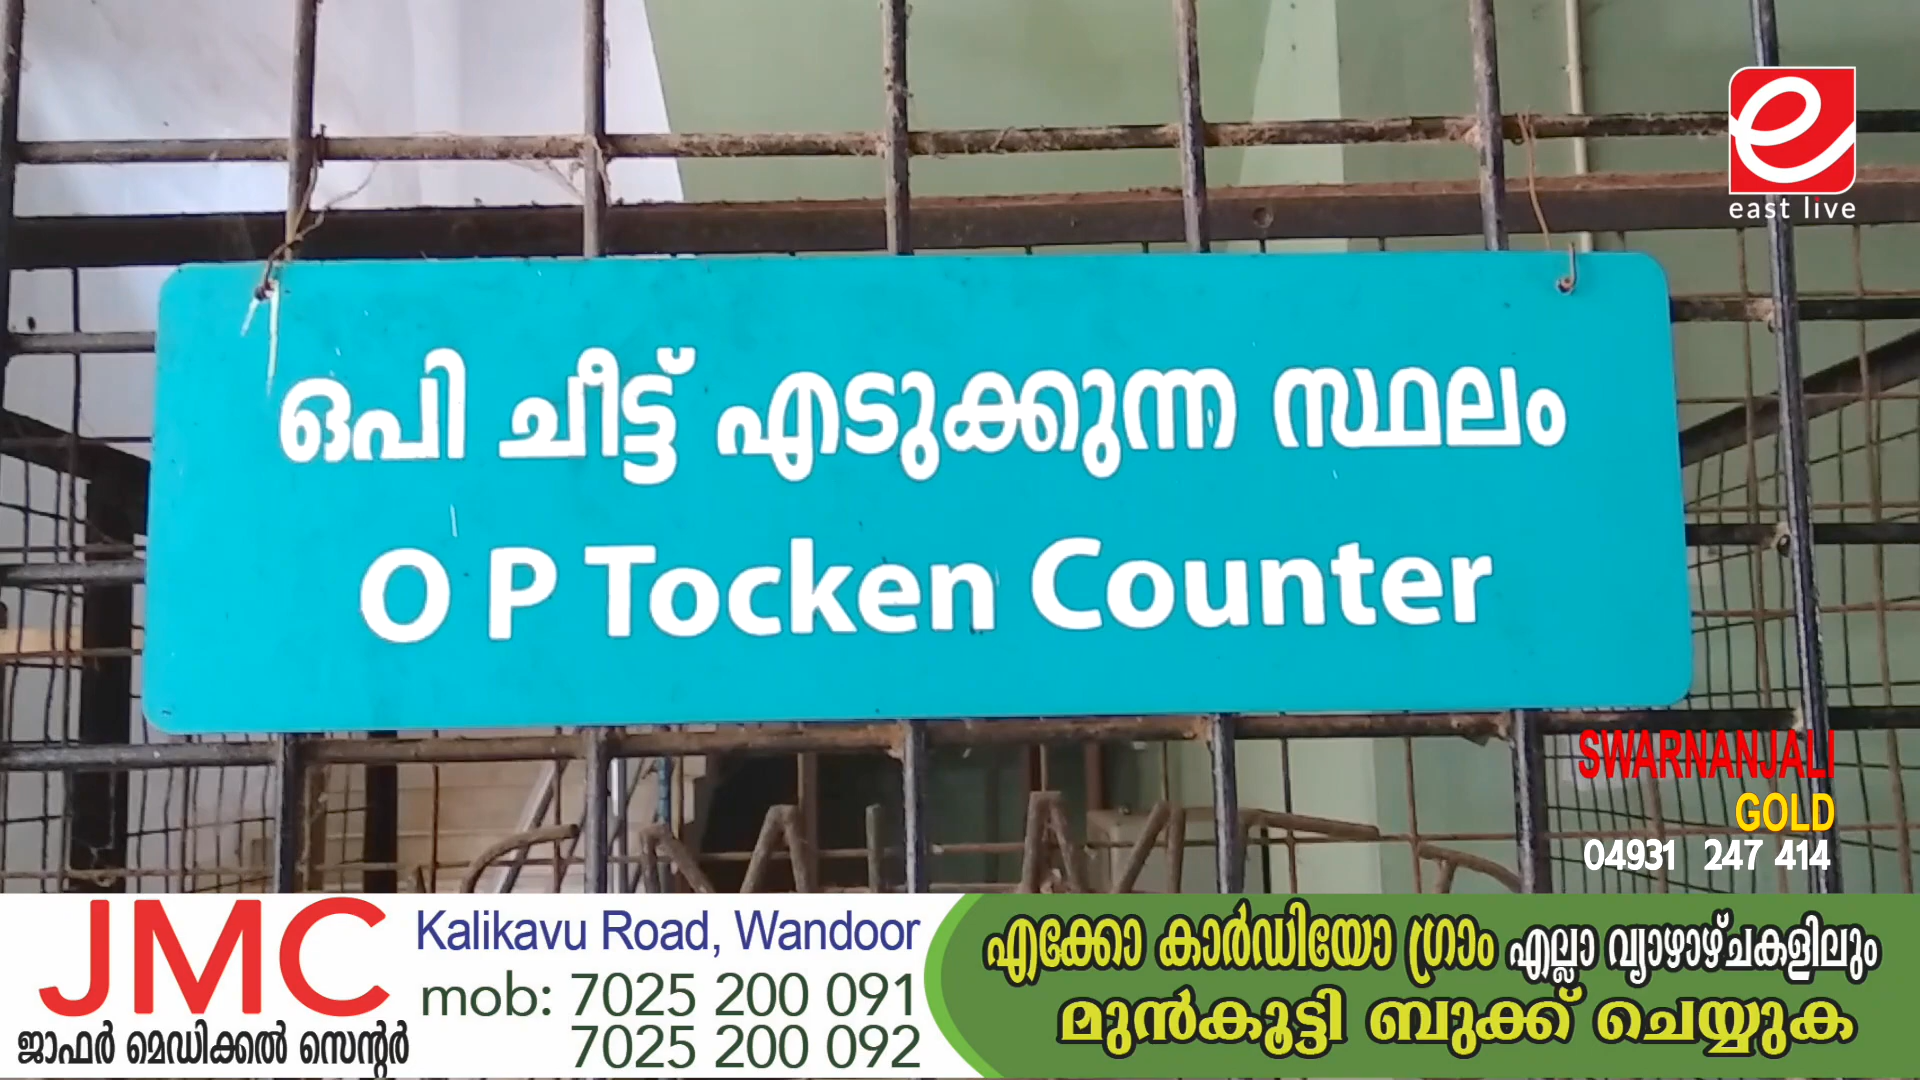 e
east live
ഒപി ചീട്ട് എടുക്കുന്ന സ്ഥലം
O P Tocken Counter
SWARNANJALI
GOLD
04931 247 414
JMC
ജാഫർ മെഡിക്കൽ സെന്റർ
Kalikavu Road, Wandoor
mob: 7025 200 091
7025 200 092
എക്കോ കാർഡിയോ ഗ്രാം എല്ലാ വ്യാഴാഴ്ചകളിലും
മുൻകൂട്ടി ബുക്ക് ചെയ്യുക